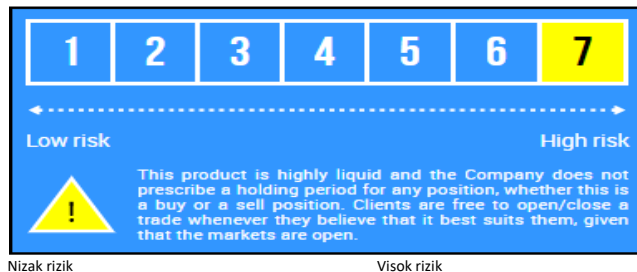 1 2 3 4 5 6 7
Low risk High risk
This product is highly liquid and the Company does not
prescribe a holding period for any position, whether this is
a buy or a sell position. Clients are free to open/close a
trade whenever they believe that it best suits them, given
that the markets are open.
!
Nizak rizik Visok rizik